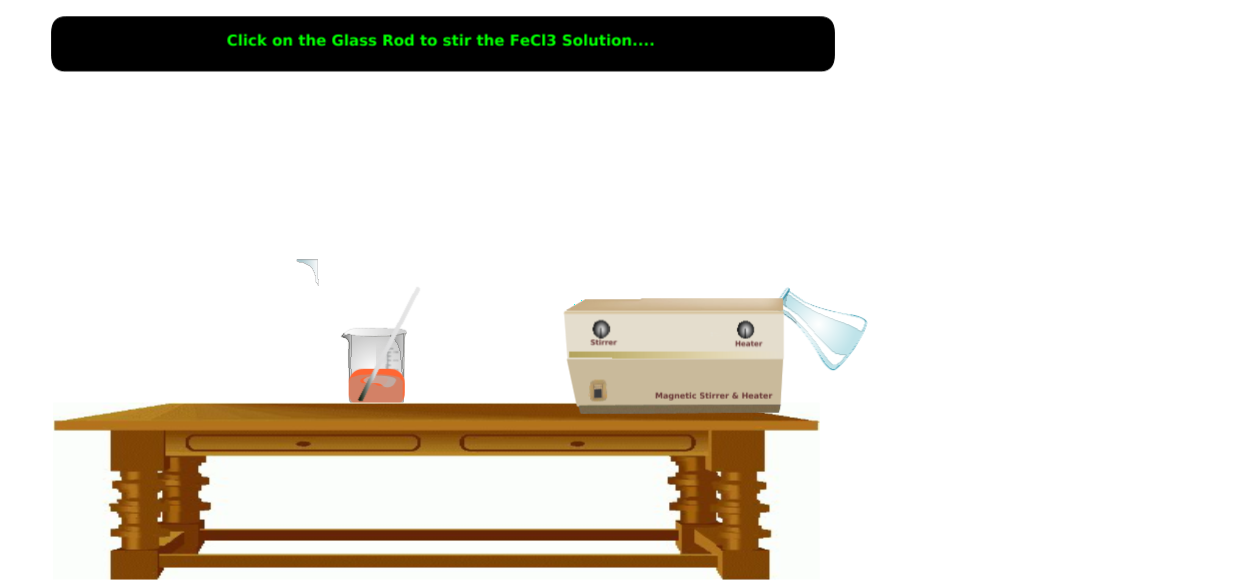 Click on the Glass Rod to stir the FeCl3 Solution....
Stirrer
Heater
Magnetic Stirrer & Heater